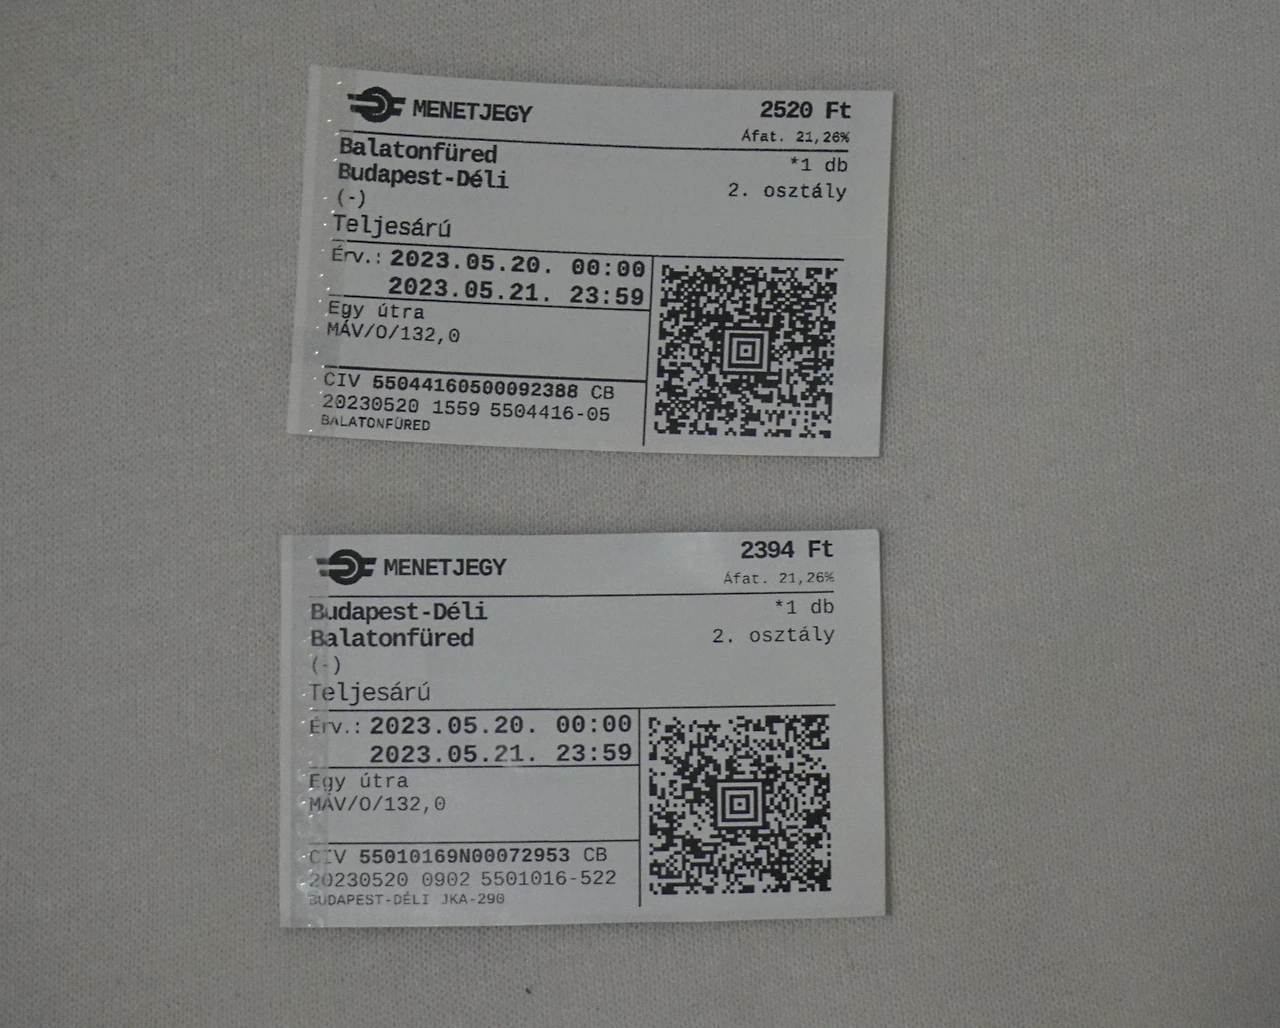 MENETJEGY 2520 Ft
Áfat. 21,26%
Balatonfüred *1 db
Budapest-Déli 2. osztály
(-)
Teljesárú
Érv.: 2023.05.20. 00:00
2023.05.21. 23:59
Egy útra
MÁV/O/132,0
CIV 55044160500092388 CB
20230520 1559 5504416-05
BALATONFÜRED
MENETJEGY 2394 Ft
Áfat. 21,26%
Budapest-Déli *1 db
Balatonfüred 2. osztály
(-)
Teljesárú
Érv.: 2023.05.20. 00:00
2023.05.21. 23:59
Egy útra
MÁV/O/132,0
CIV 55010169N00072953 CB
20230520 0902 5501016-522
BUDAPEST-DÉLI JKA-290